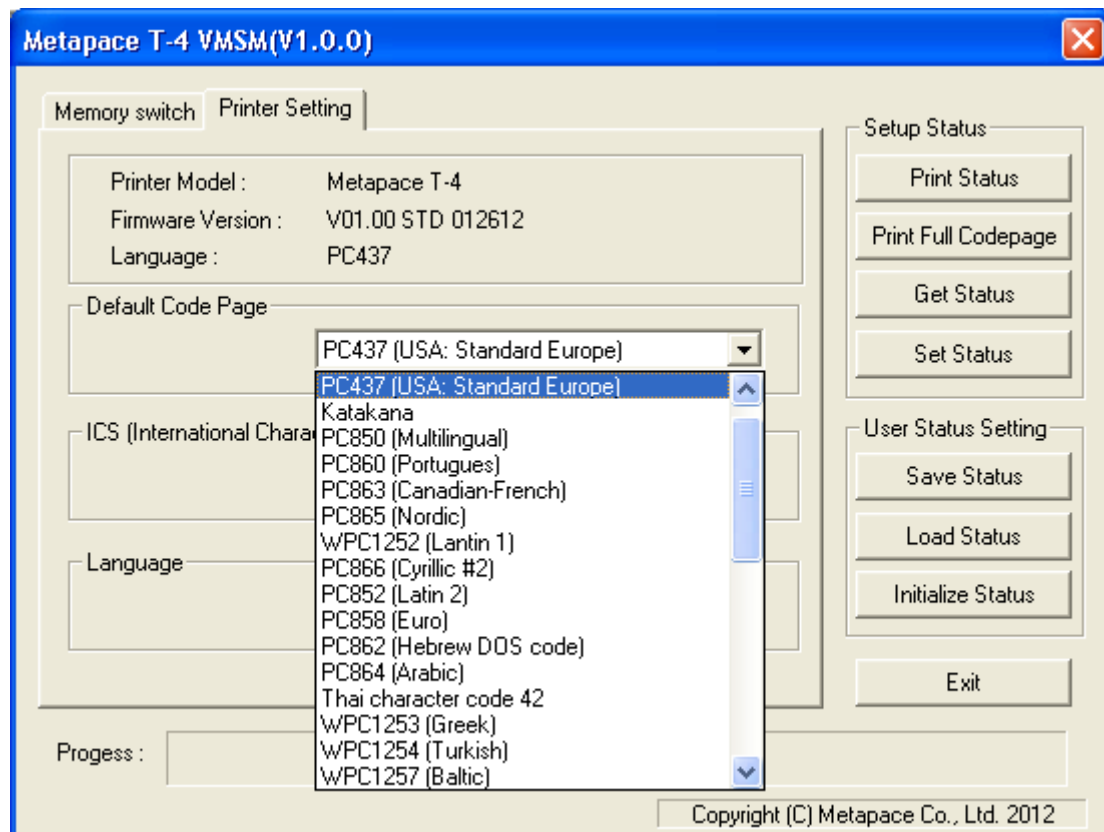 Metapace T-4 VMSM(V1.0.0)
Memory switch
Printer Setting
Printer Model : Metapace T-4
Firmware Version : V01.00 STD 012612
Language : PC437
Default Code Page
PC437 (USA: Standard Europe)
PC437 (USA: Standard Europe)
Katakana
PC850 (Multilingual)
PC860 (Portugues)
PC863 (Canadian-French)
PC865 (Nordic)
WPC1252 (Lantin 1)
PC866 (Cyrillic #2)
PC852 (Latin 2)
PC858 (Euro)
PC862 (Hebrew DOS code)
PC864 (Arabic)
Thai character code 42
WPC1253 (Greek)
WPC1254 (Turkish)
WPC1257 (Baltic)
ICS (International Chara
Language
Setup Status
Print Status
Print Full Codepage
Get Status
Set Status
User Status Setting
Save Status
Load Status
Initialize Status
Exit
Progess :
Copyright (C) Metapace Co., Ltd. 2012